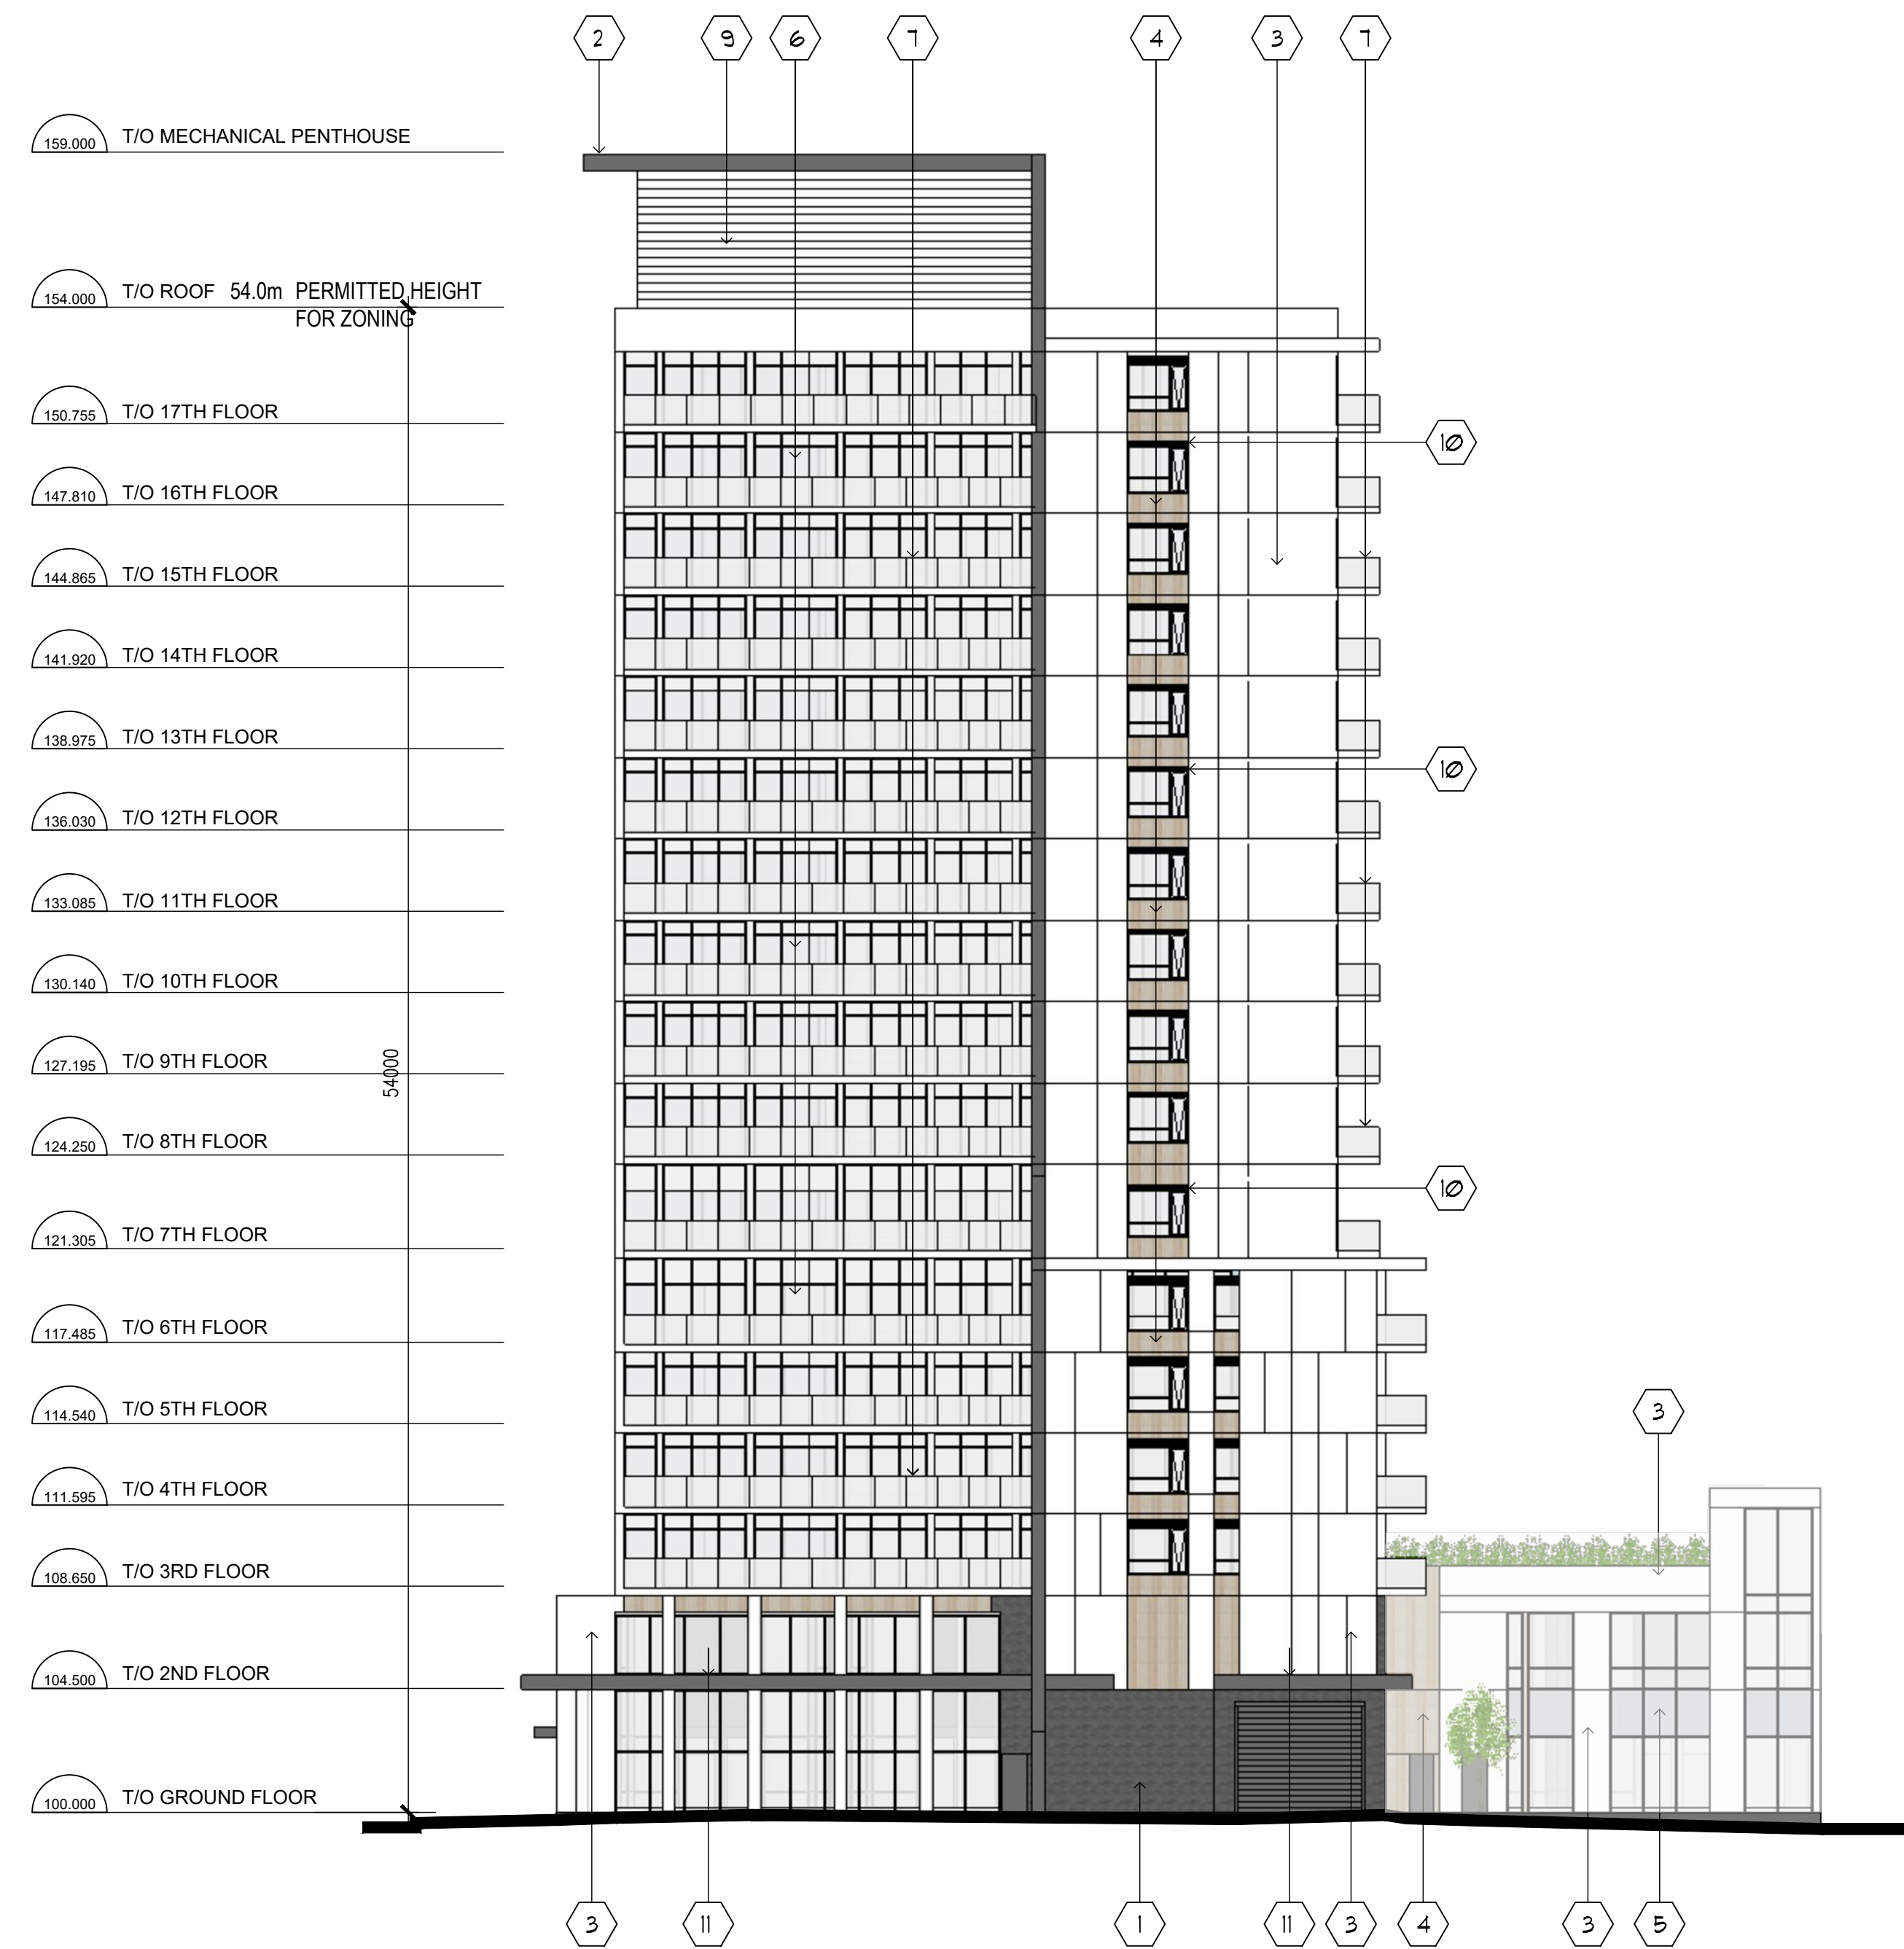 2 9 6 7 4 3 7
159.000 T/O MECHANICAL PENTHOUSE
154.000 T/O ROOF 54.0m PERMITTED HEIGHT
FOR ZONING
150.755 T/O 17TH FLOOR
10
147.810 T/O 16TH FLOOR
144.865 T/O 15TH FLOOR
141.920 T/O 14TH FLOOR
138.975 T/O 13TH FLOOR
10
136.030 T/O 12TH FLOOR
133.085 T/O 11TH FLOOR
130.140 T/O 10TH FLOOR
127.195 T/O 9TH FLOOR
54000
124.250 T/O 8TH FLOOR
10
121.305 T/O 7TH FLOOR
117.485 T/O 6TH FLOOR
114.540 T/O 5TH FLOOR
3
111.595 T/O 4TH FLOOR
108.650 T/O 3RD FLOOR
104.500 T/O 2ND FLOOR
100.000 T/O GROUND FLOOR
3 11 1 11 3 4 3 5